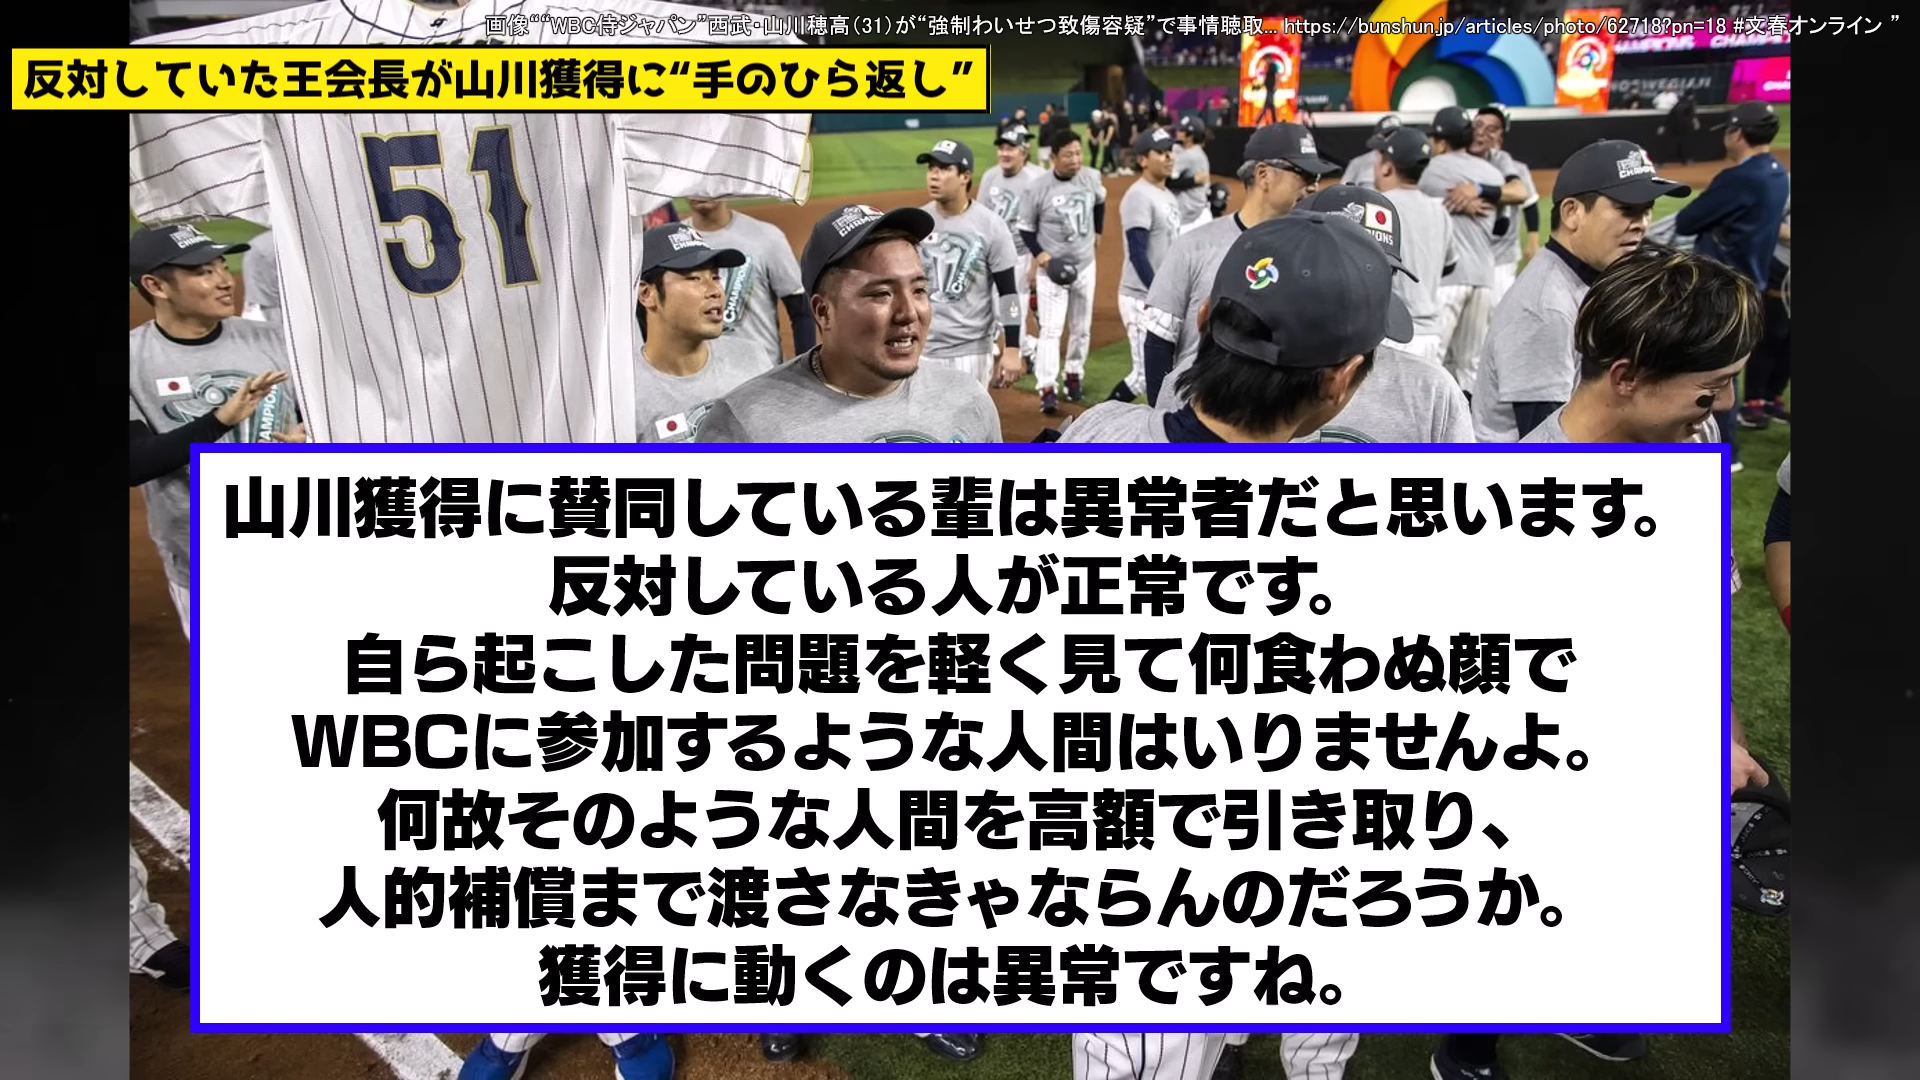 画像““WBC侍ジャパン”西武・山川穂高（31）が“強制わいせつ致傷容疑”で事情聴取... https://bunshun.jp/articles/photo/62718?pn=18 #文春オンライン ”
反対していた王会長が山川獲得に“手のひら返し”
51
山川獲得に賛同している輩は異常者だと思います。
反対している人が正常です。
自ら起こした問題を軽く見て何食わぬ顔で
WBCに参加するような人間はいりませんよ。
何故そのような人間を高額で引き取り、
人的補償まで渡さなきゃならんのだろうか。
獲得に動くのは異常ですね。